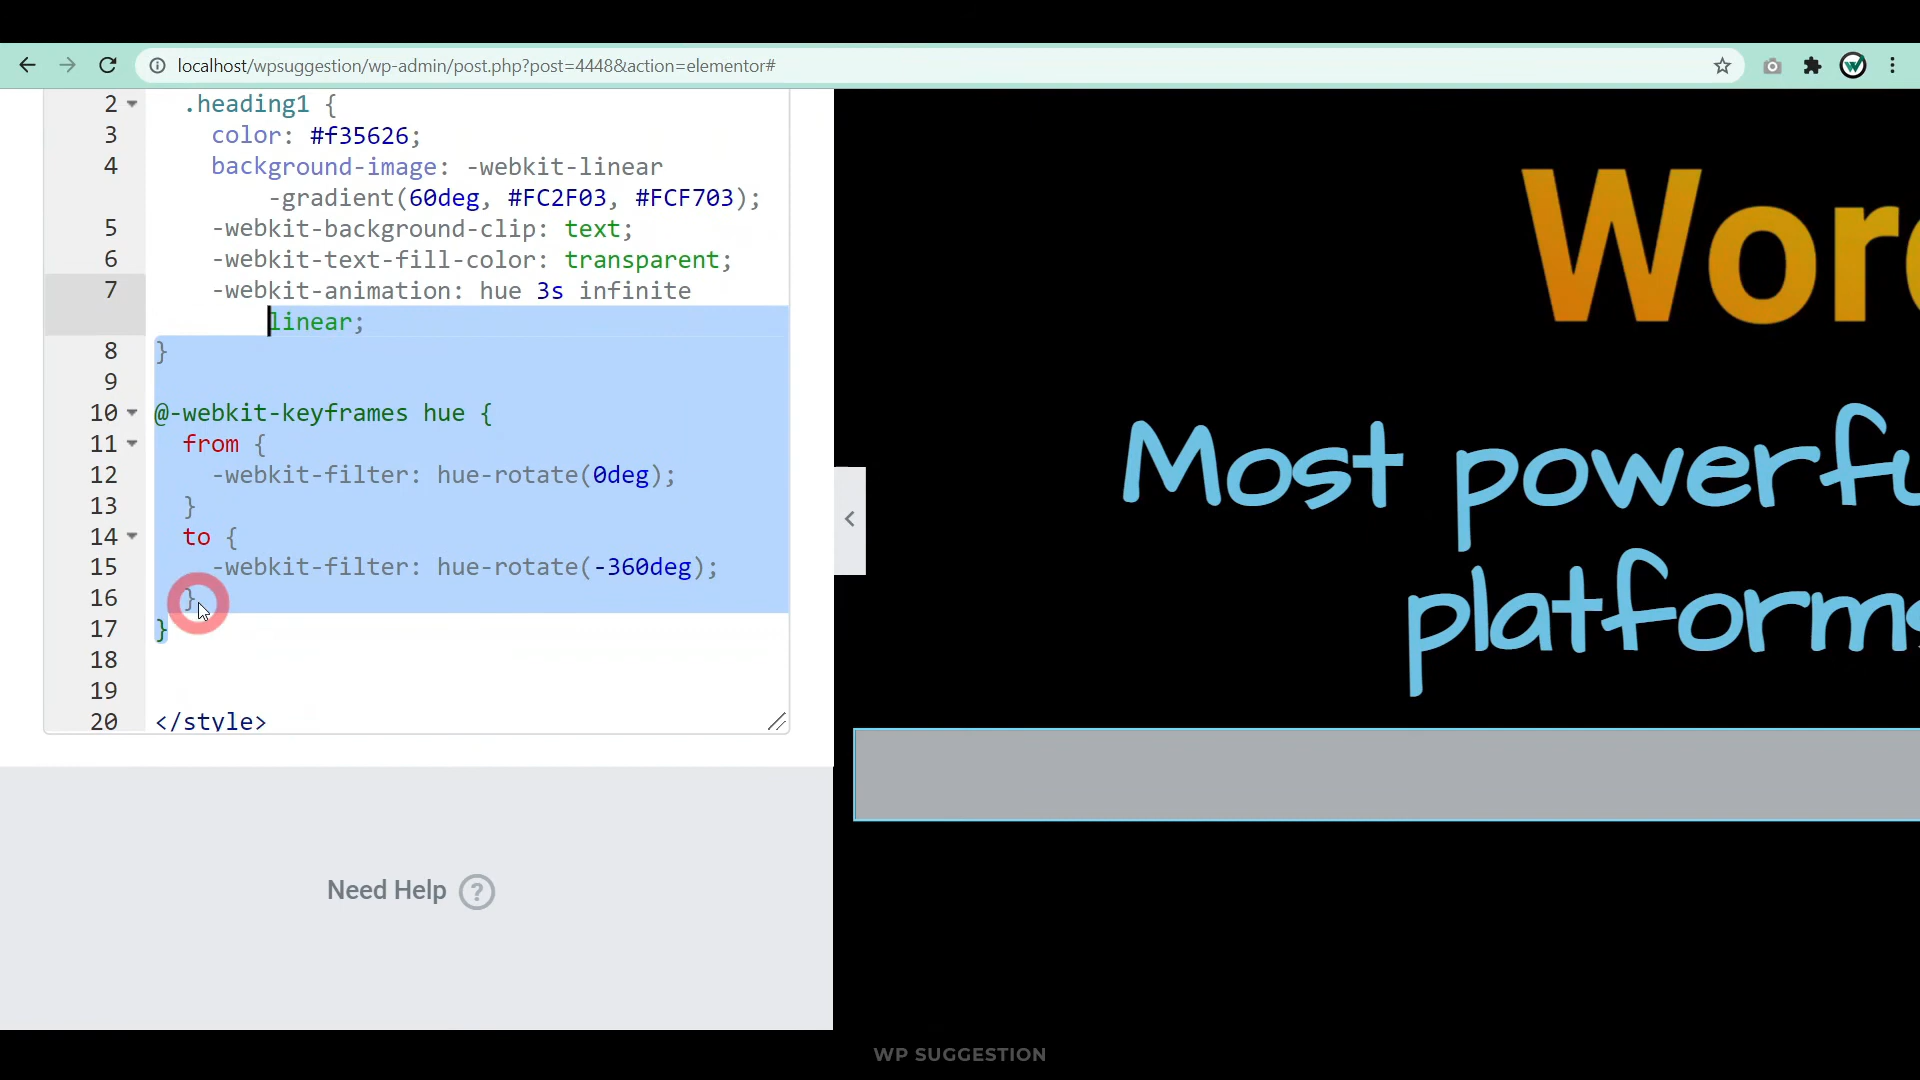 localhost/wpsuggestion/wp-admin/post.php?post=4448&action=elementor#
2 .heading1 {
3 color: #f35626;
4 background-image: -webkit-linear
-gradient(60deg, #FC2F03, #FCF703);
5 -webkit-background-clip: text;
6 -webkit-text-fill-color: transparent;
7 -webkit-animation: hue 3s infinite
linear;
8 }
9
10 @-webkit-keyframes hue {
11 from {
12 -webkit-filter: hue-rotate(0deg);
13 }
14 to {
15 -webkit-filter: hue-rotate(-360deg);
16 }
17 }
18
19
20 </style>
Need Help ?
Word
Most powerfu
platforms
WP SUGGESTION